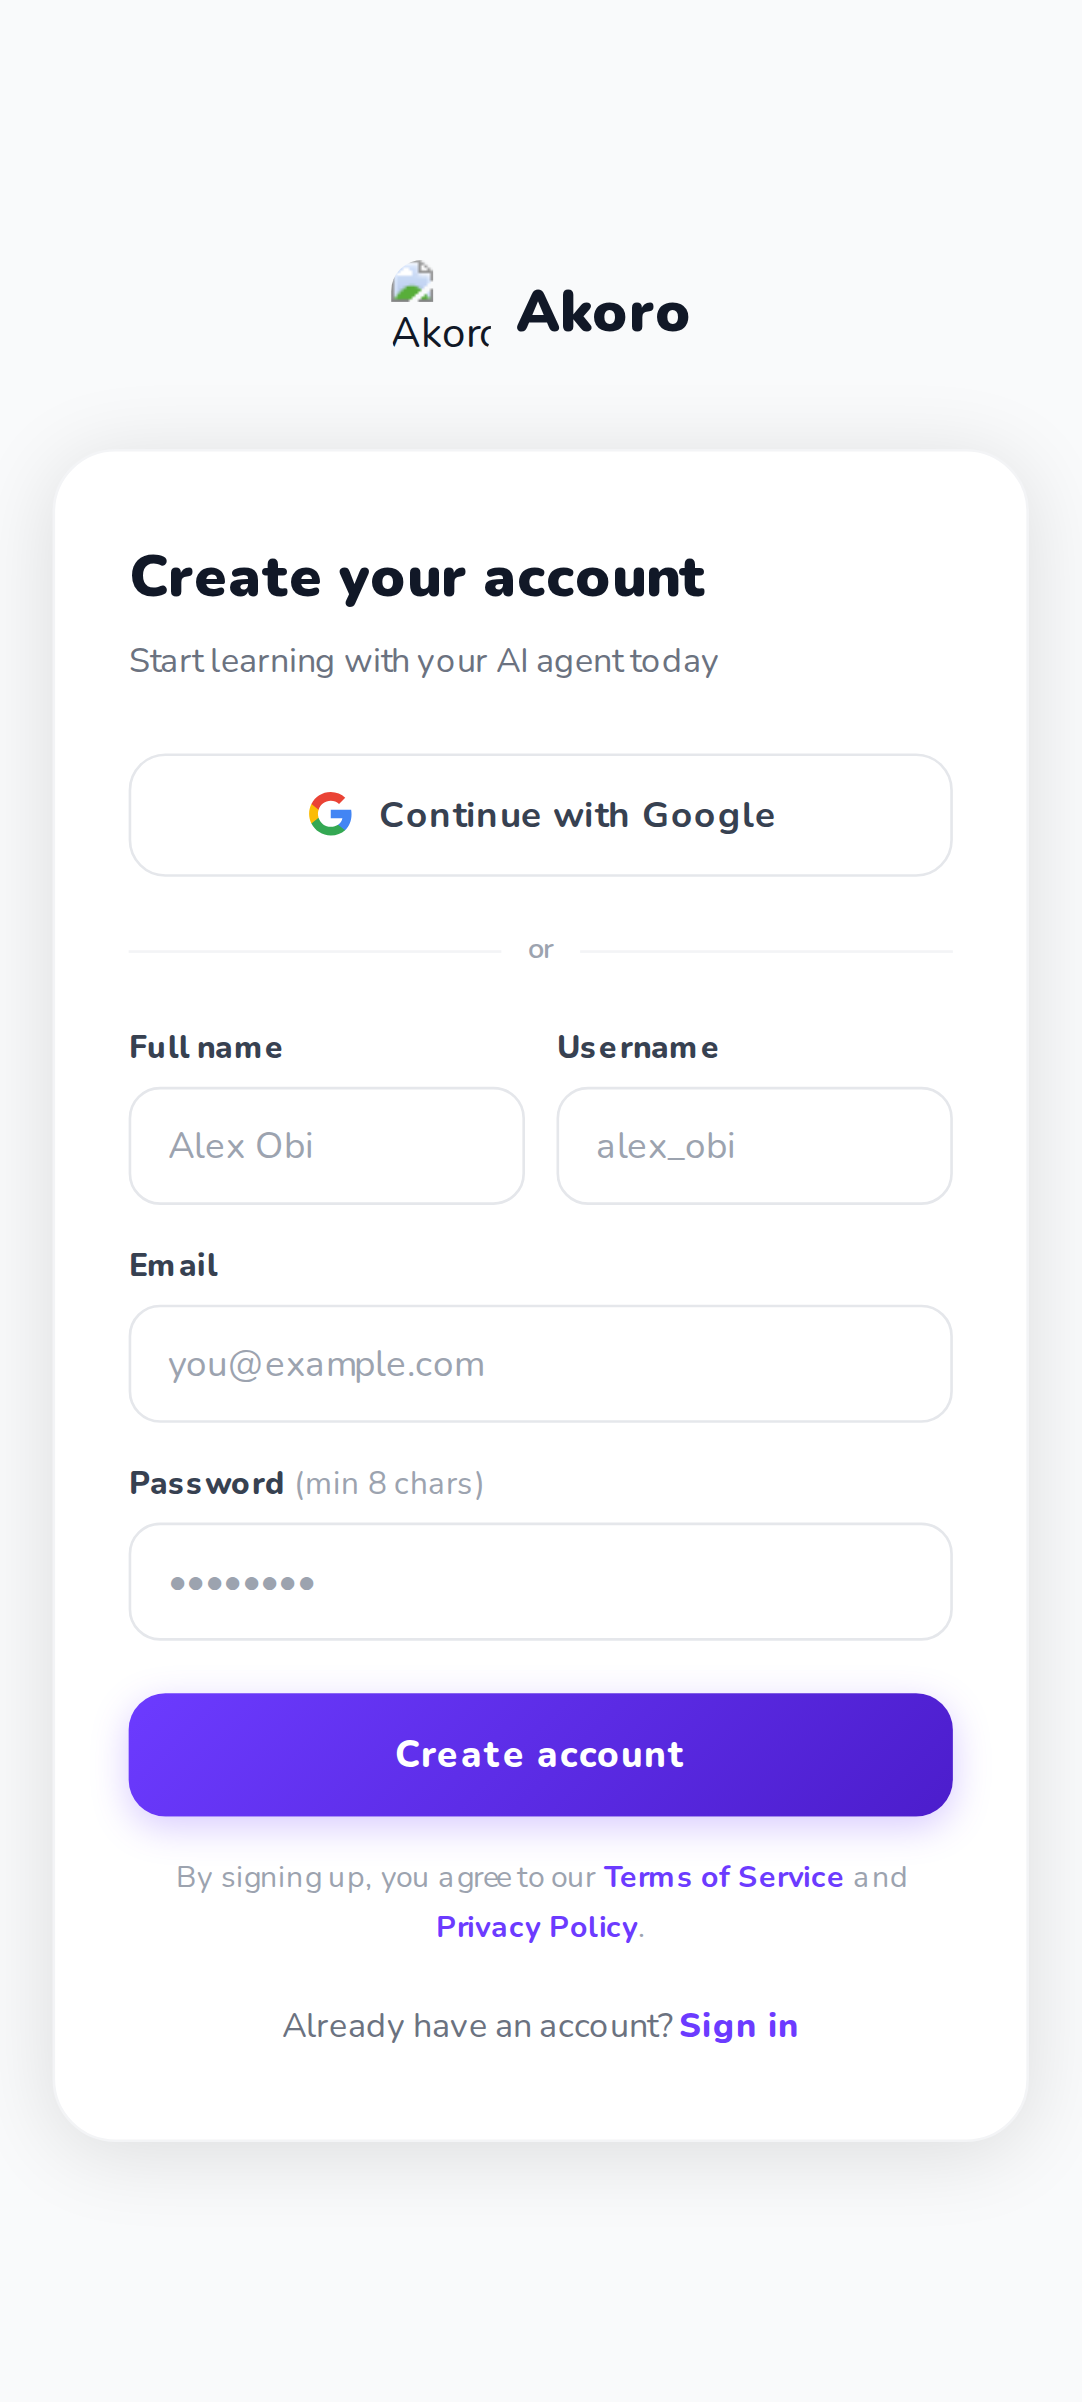 Akoro
Akoro
Create your account
Start learning with your AI agent today
Continue with Google
or
Full name
Username
Alex Obi
alex_obi
Email
you@example.com
Password (min 8 chars)
••••••••
Create account
By signing up, you agree to our Terms of Service and
Privacy Policy.
Already have an account? Sign in